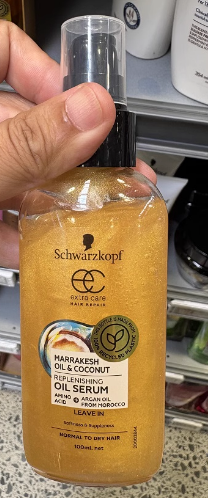 Schwarzkopf
extra care
HAIR REPAIR
MARRAKESH
OIL & COCONUT
REPLENISHING
OIL SERUM
AMINO ACID + ARGAN OIL FROM MOROCCO
LEAVE IN
NORMAL TO DRY HAIR
100mL net